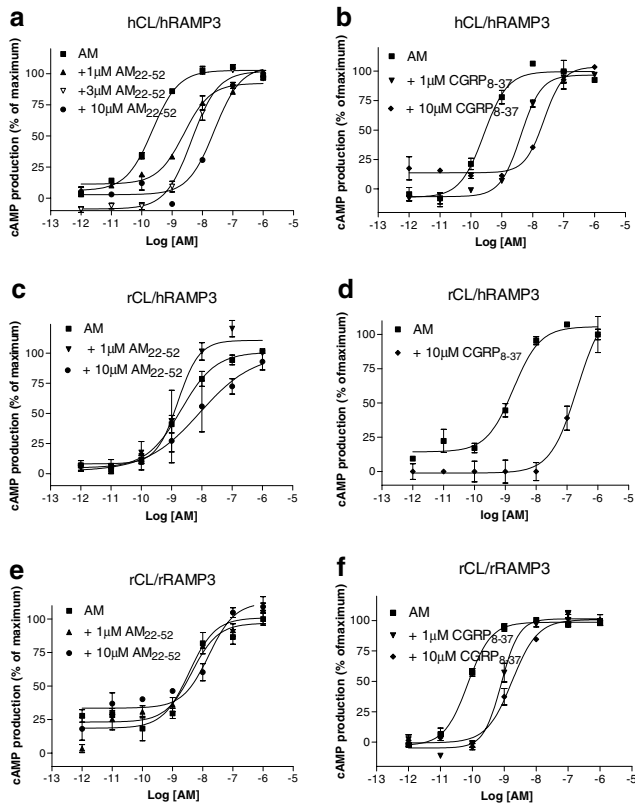 a hCL/hRAMP3
AM
+1µM AM22-52
+3µM AM22-52
+ 10µM AM22-52
cAMP production (% of maximum)
100
75
50
25
0
-13 -12 -11 -10 -9 -8 -7 -6 -5
Log [AM]
b hCL/hRAMP3
AM
+ 1µM CGRP8-37
+ 10µM CGRP8-37
cAMP production (% of maximum)
100
75
50
25
0
-13 -12 -11 -10 -9 -8 -7 -6 -5
Log [AM]
c rCL/hRAMP3
AM
+ 1µM AM22-52
+ 10µM AM22-52
cAMP production (% of maximum)
100
75
50
25
0
-13 -12 -11 -10 -9 -8 -7 -6 -5
Log [AM]
d rCL/hRAMP3
AM
+ 10µM CGRP8-37
cAMP production (% of maximum)
100
75
50
25
0
-13 -12 -11 -10 -9 -8 -7 -6 -5
log [AM]
e rCL/rRAMP3
AM
+ 1µM AM22-52
+ 10µM AM22-52
cAMP production (% of maximum)
100
75
50
25
0
-13 -12 -11 -10 -9 -8 -7 -6 -5
Log [AM]
f rCL/rRAMP3
AM
+ 1µM CGRP8-37
+ 10µM CGRP8-37
cAMP production (% of maximum)
100
75
50
25
0
-13 -12 -11 -10 -9 -8 -7 -6 -5
Log [AM]